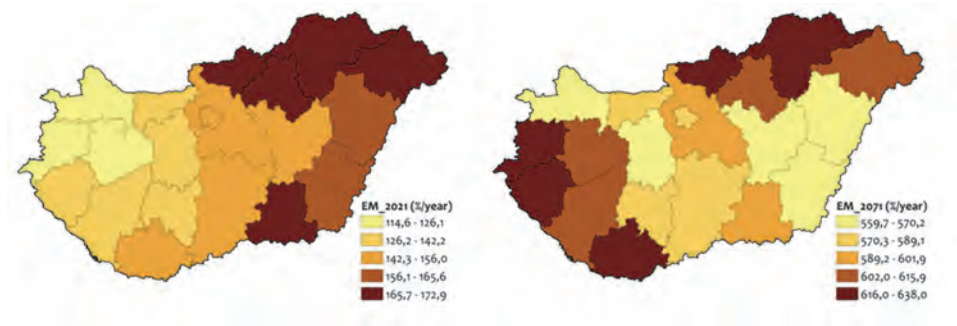 EM_2021 (%/year)
114,6 - 126,1
126,2 - 142,2
142,3 - 156,0
156,1 - 165,6
165,7 - 172,9
EM_2071 (%/year)
559,7 - 570,2
570,3 - 589,1
589,2 - 601,9
602,0 - 615,9
616,0 - 638,0